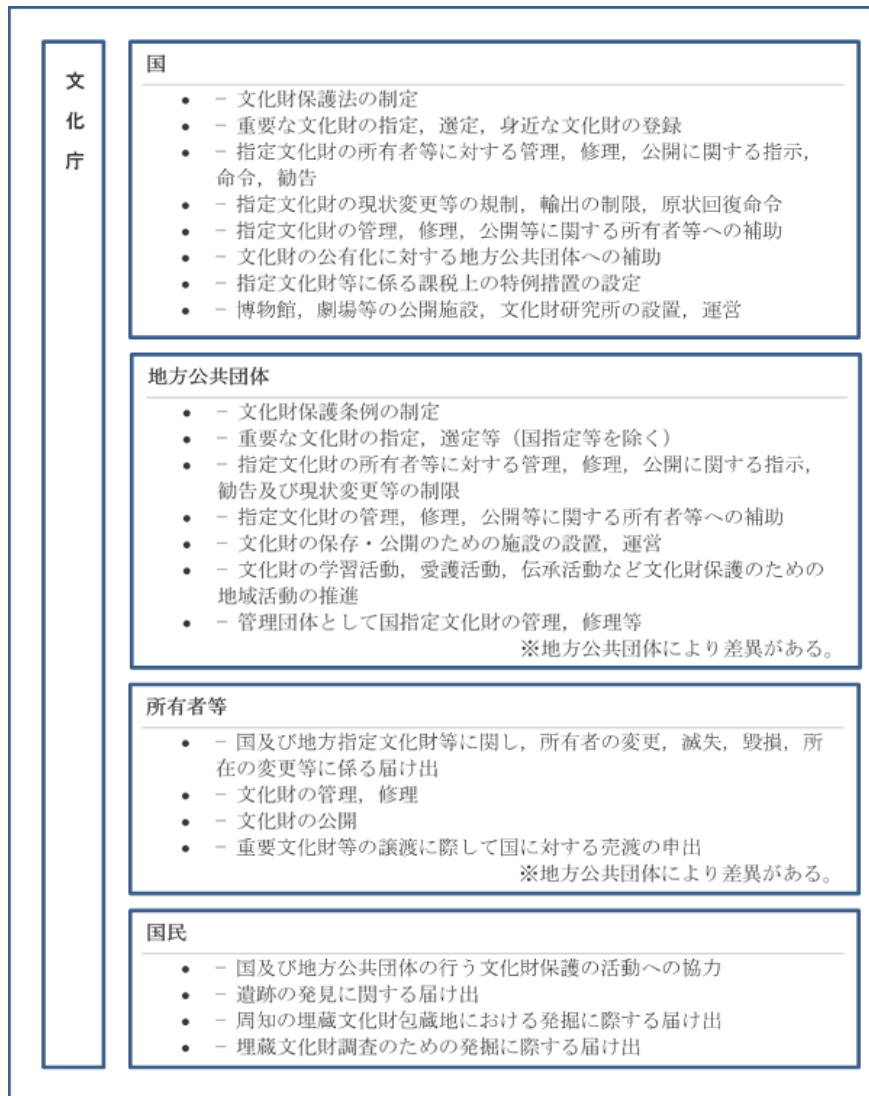 文化庁
国
• − 文化財保護法の制定
• − 重要な文化財の指定，選定，身近な文化財の登録
• − 指定文化財の所有者等に対する管理，修理，公開に関する指示，
命令，勧告
• − 指定文化財の現状変更等の規制，輸出の制限，原状回復命令
• − 指定文化財の管理，修理，公開等に関する所有者等への補助
• − 文化財の公有化に対する地方公共団体への補助
• − 指定文化財等に係る課税上の特例措置の設定
• − 博物館，劇場等の公開施設，文化財研究所の設置，運営
地方公共団体
• − 文化財保護条例の制定
• − 重要な文化財の指定，選定等（国指定等を除く）
• − 指定文化財の所有者等に対する管理，修理，公開に関する指示，
勧告及び現状変更等の制限
• − 指定文化財の管理，修理，公開等に関する所有者等への補助
• − 文化財の保存・公開のための施設の設置，運営
• − 文化財の学習活動，愛護活動，伝承活動など文化財保護のための
地域活動の推進
• − 管理団体として国指定文化財の管理，修理等
※地方公共団体により差異がある。
所有者等
• − 国及び地方指定文化財等に関し，所有者の変更，滅失，毀損，所
在の変更等に係る届け出
• − 文化財の管理，修理
• − 文化財の公開
• − 重要文化財等の譲渡に際して国に対する売渡の申出
※地方公共団体により差異がある。
国民
• − 国及び地方公共団体の行う文化財保護の活動への協力
• − 遺跡の発見に関する届け出
• − 周知の埋蔵文化財包蔵地における発掘に際する届け出
• − 埋蔵文化財調査のための発掘に際する届け出